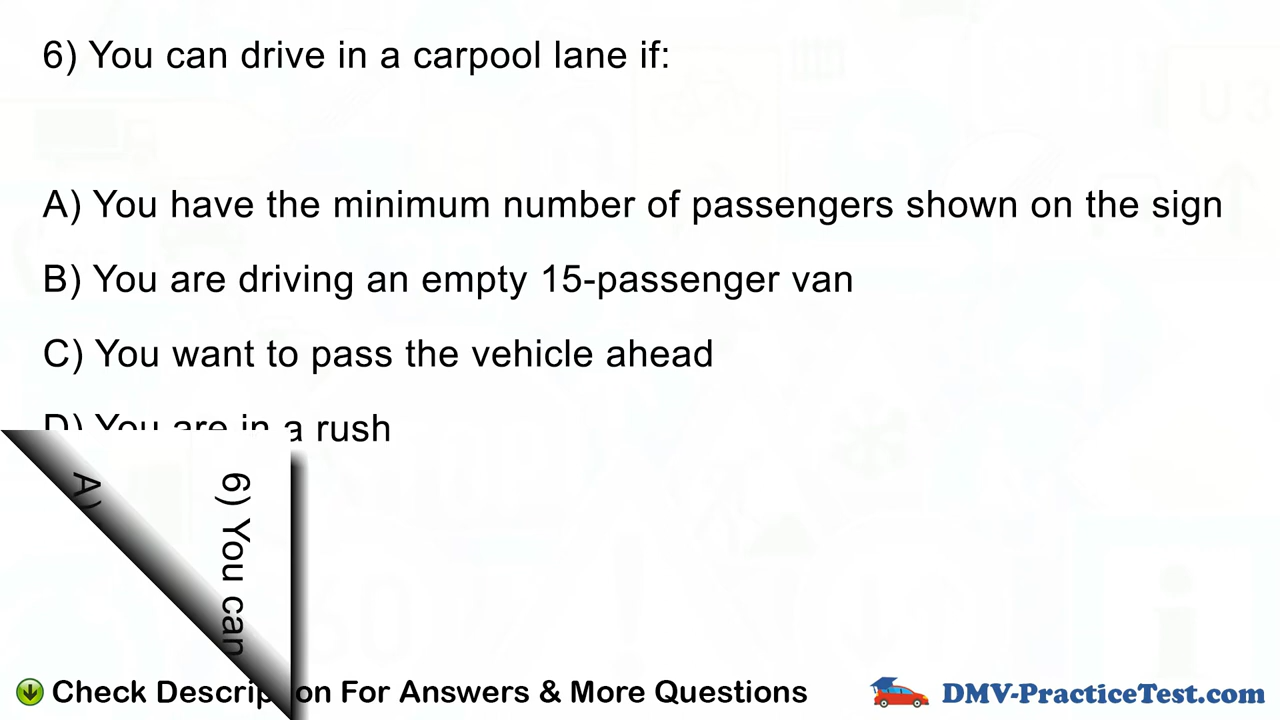 6) You can drive in a carpool lane if:
A) You have the minimum number of passengers shown on the sign
B) You are driving an empty 15-passenger van
C) You want to pass the vehicle ahead
D) You are in a rush
A)
6) You can
Check Description For Answers & More Questions
DMV-PracticeTest.com